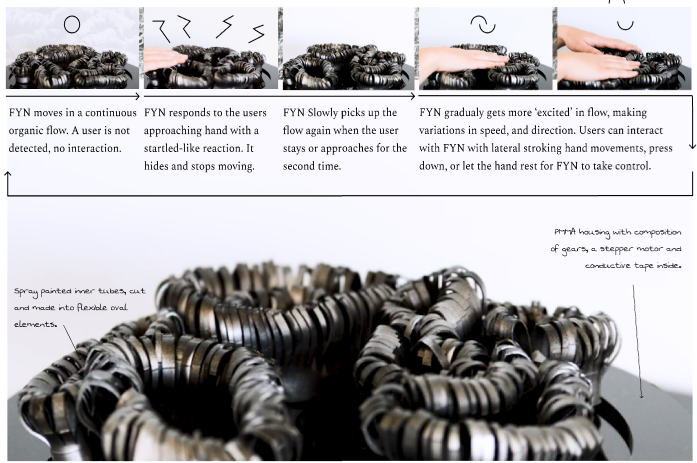 FYN moves in a continuous
organic flow. A user is not
detected, no interaction.
FYN responds to the users
approaching hand with a
startled-like reaction. It
hides and stops moving.
FYN Slowly picks up the
flow again when the user
stays or approaches for the
second time.
FYN gradualy gets more ‘excited’ in flow, making
variations in speed, and direction. Users can interact
with FYN with lateral stroking hand movements, press
down, or let the hand rest for FYN to take control.
PMMA housing with composition
of gears, a stepper motor and
conductive tape inside.
Spray painted inner tubes, cut
and made into flexible oval
elements.